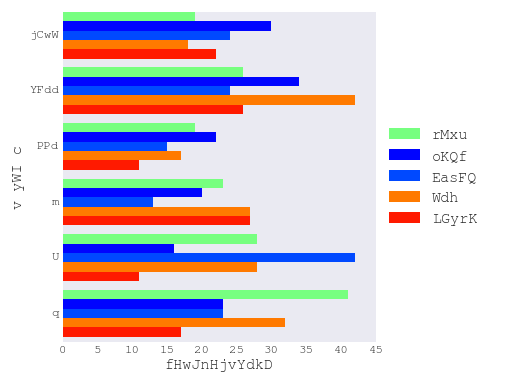 jCwW
YFdd
PPd
m
U
q
v yWI c
0 5 10 15 20 25 30 35 40 45
fHwJnHjvYdkD
rMxu
oKQf
EasFQ
Wdh
LGyrK